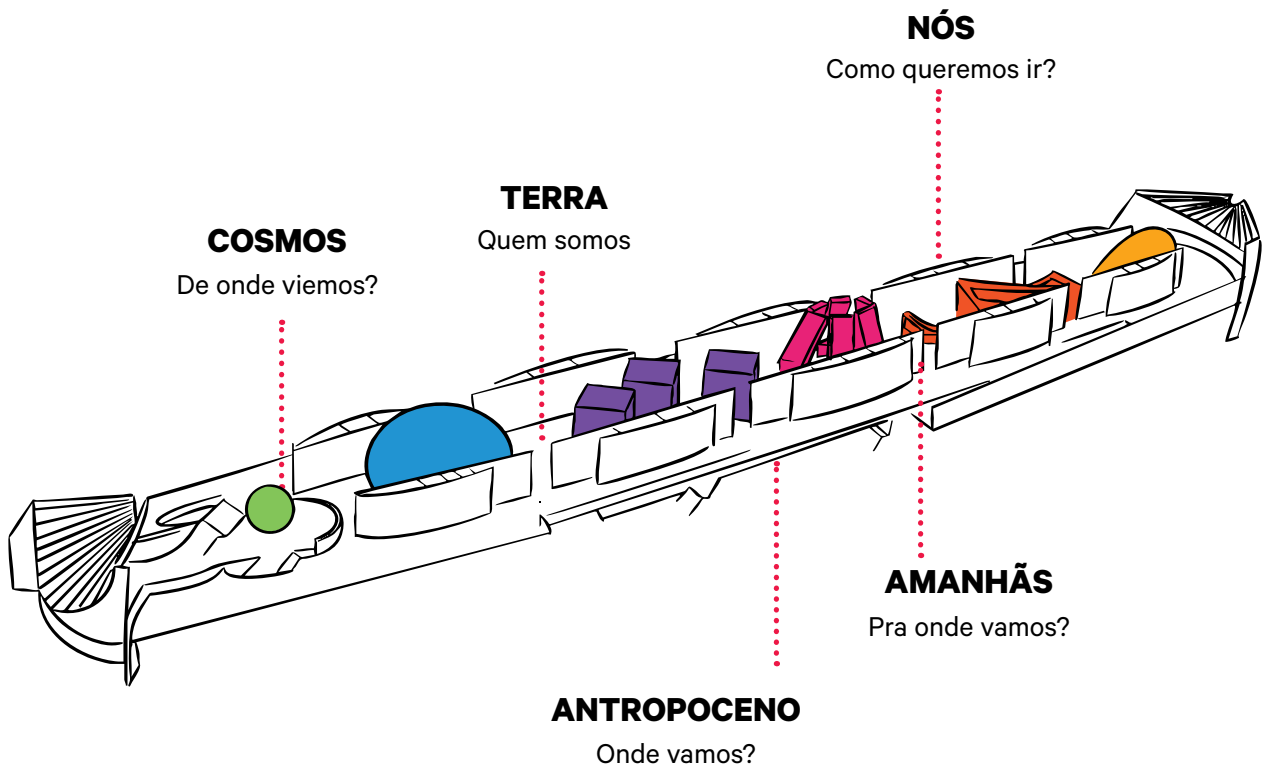 NÓS
Como queremos ir?
TERRA
Quem somos
COSMOS
De onde viemos?
AMANHÃS
Pra onde vamos?
ANTROPOCENO
Onde vamos?